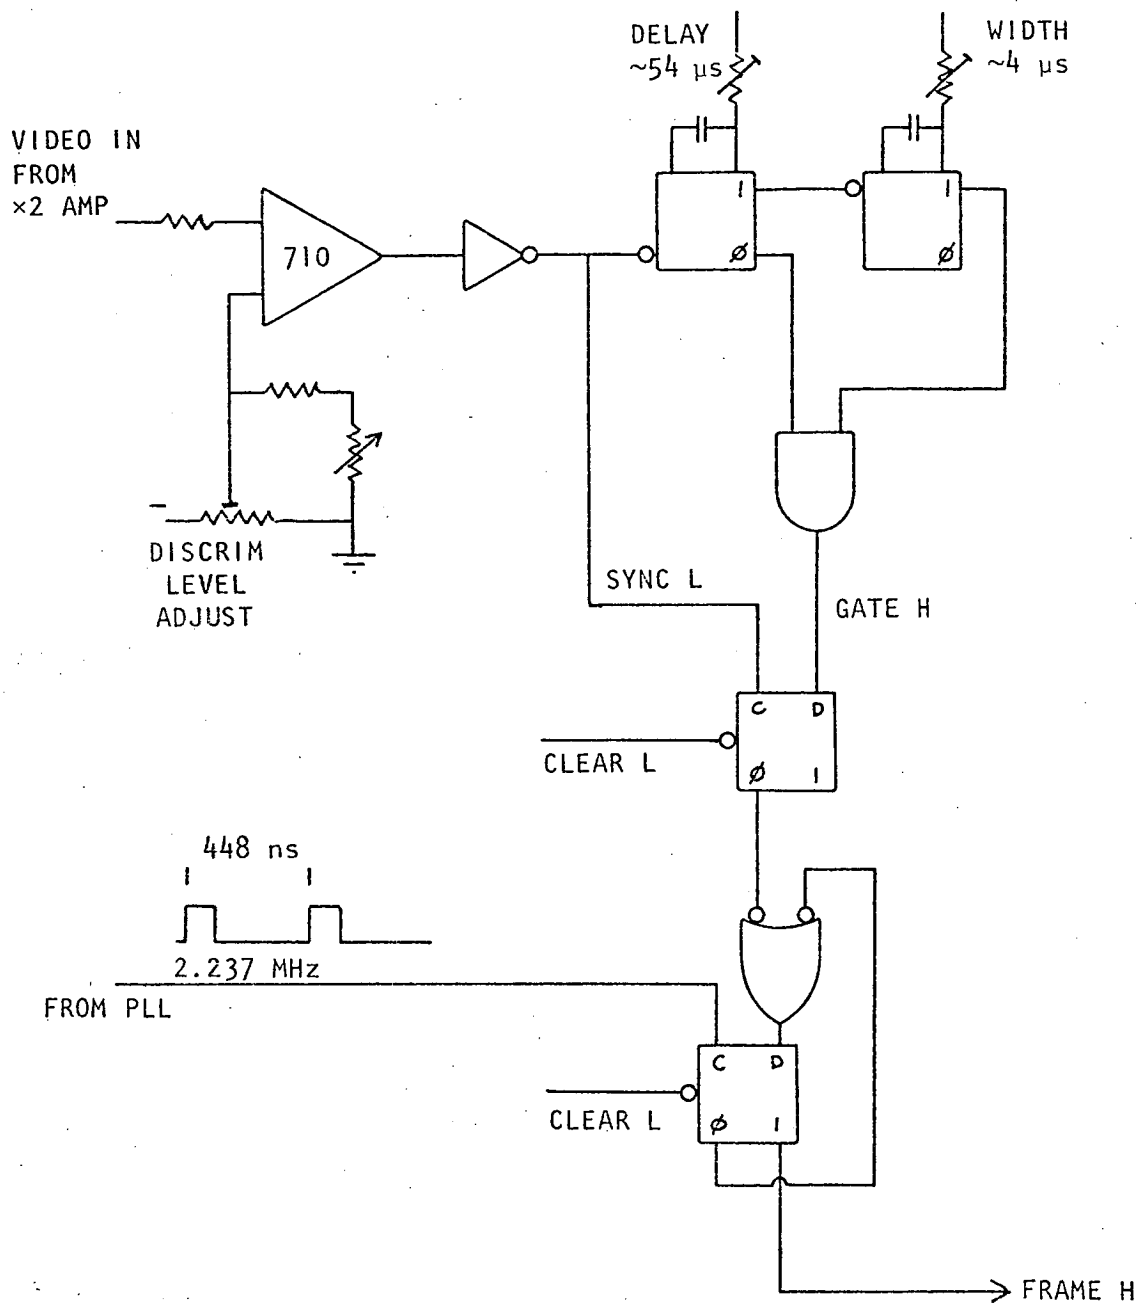 DELAY
~54 µs
WIDTH
~4 µs
VIDEO IN
FROM
×2 AMP
710
1
Ø
1
Ø
–
DISCRIM
LEVEL
ADJUST
SYNC L
GATE H
C D
CLEAR L
Ø 1
448 ns
2.237 MHz
FROM PLL
C D
CLEAR L
Ø 1
FRAME H